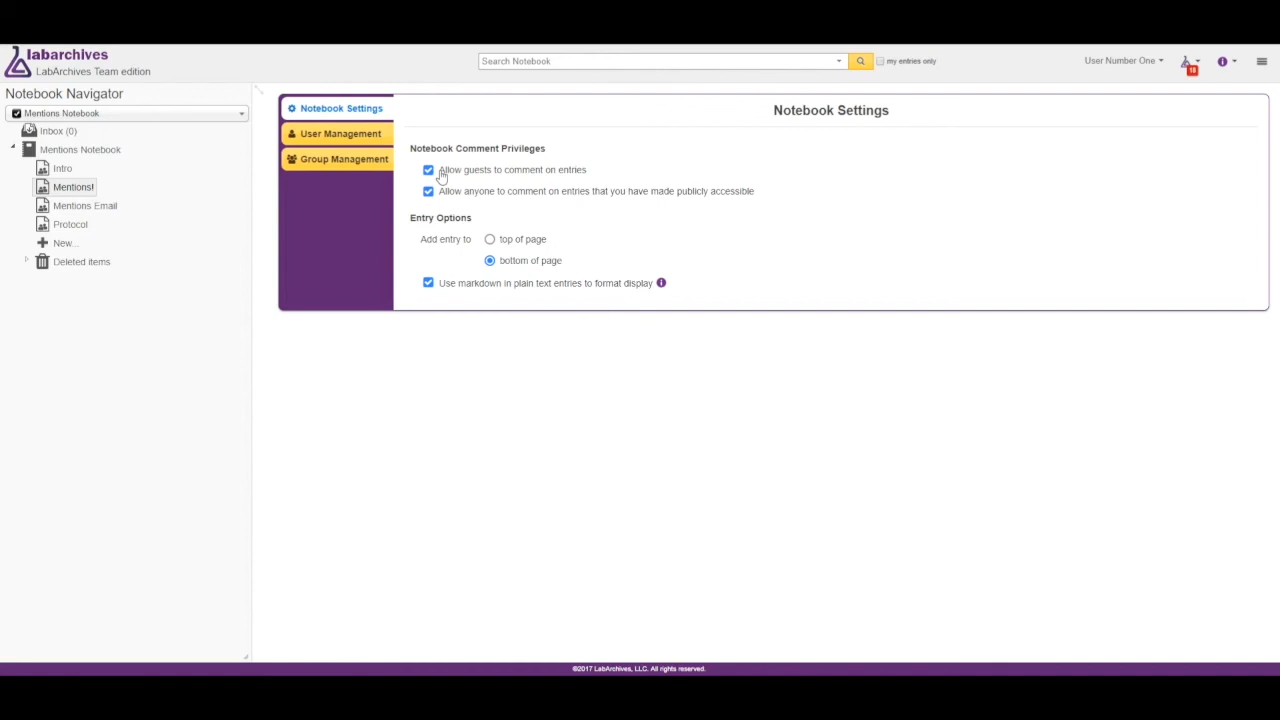 labarchives
LabArchives Team edition
Search Notebook
my entries only
User Number One
18
Notebook Navigator
Mentions Notebook
Inbox (0)
Mentions Notebook
Intro
Mentions!
Mentions Email
Protocol
New...
Deleted items
Notebook Settings
User Management
Group Management
Notebook Settings
Notebook Comment Privileges
Allow guests to comment on entries
Allow anyone to comment on entries that you have made publicly accessible
Entry Options
Add entry to top of page
bottom of page
Use markdown in plain text entries to format display
©2017 LabArchives, LLC. All rights reserved.